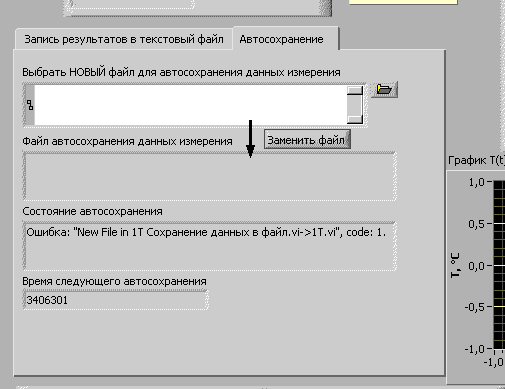 Запись результатов в текстовый файл
Автосохранение
Выбрать НОВЫЙ файл для автосохранения данных измерения
Файл автосохранения данных измерения
Заменить файл
Состояние автосохранения
Ошибка: "New File in 1T Сохранение данных в файл.vi->1T.vi", code: 1.
Время следующего автосохранения
3406301
График T(t)
1,0
0,5
0,0
-0,5
-1,0
T, °C
-1,0